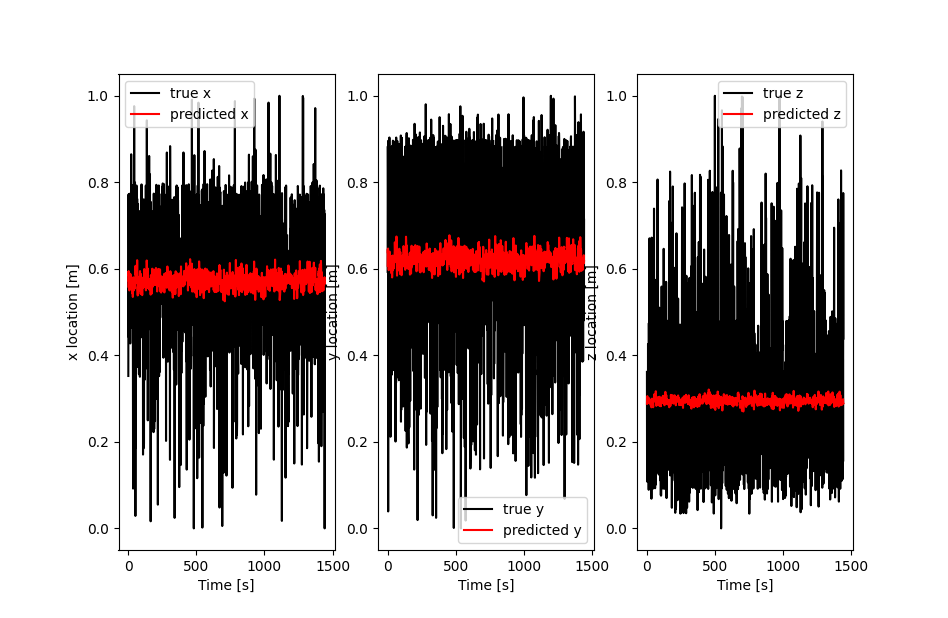 x location [m]
1.0
0.8
0.6
0.4
0.2
0.0
true x
predicted x
0
500
1000
1500
Time [s]
y location [m]
1.0
0.8
0.6
0.4
0.2
0.0
true y
predicted y
0
500
1000
1500
Time [s]
z location [m]
1.0
0.8
0.6
0.4
0.2
0.0
true z
predicted z
0
500
1000
1500
Time [s]